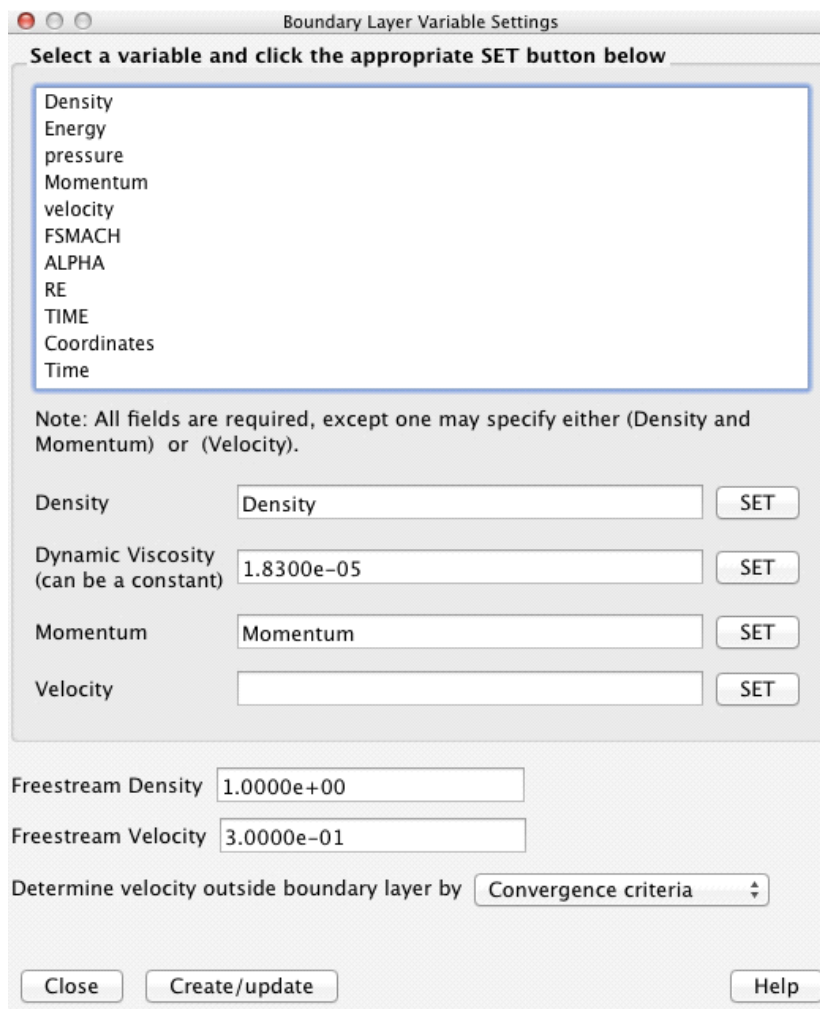 Boundary Layer Variable Settings
Select a variable and click the appropriate SET button below
Density
Energy
pressure
Momentum
velocity
FSMACH
ALPHA
RE
TIME
Coordinates
Time
Note: All fields are required, except one may specify either (Density and
Momentum) or (Velocity).
Density Density SET
Dynamic Viscosity
(can be a constant) 1.8300e-05 SET
Momentum Momentum SET
Velocity SET
Freestream Density 1.0000e+00
Freestream Velocity 3.0000e-01
Determine velocity outside boundary layer by Convergence criteria
Close Create/update Help